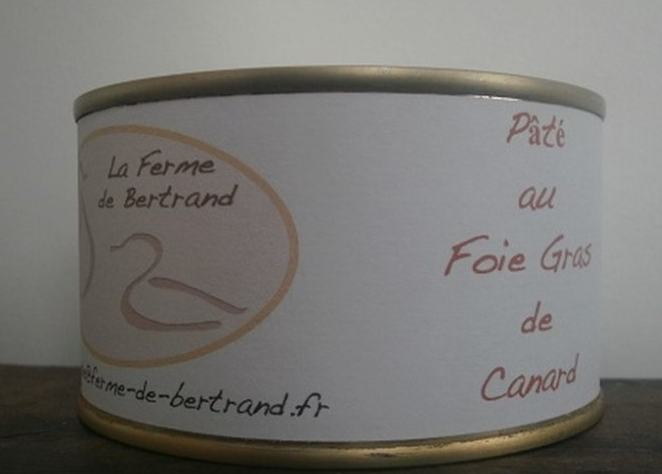 La Ferme
de Bertrand
@ferme-de-bertrand.fr
Pâté
au
Foie Gras
de
Canard